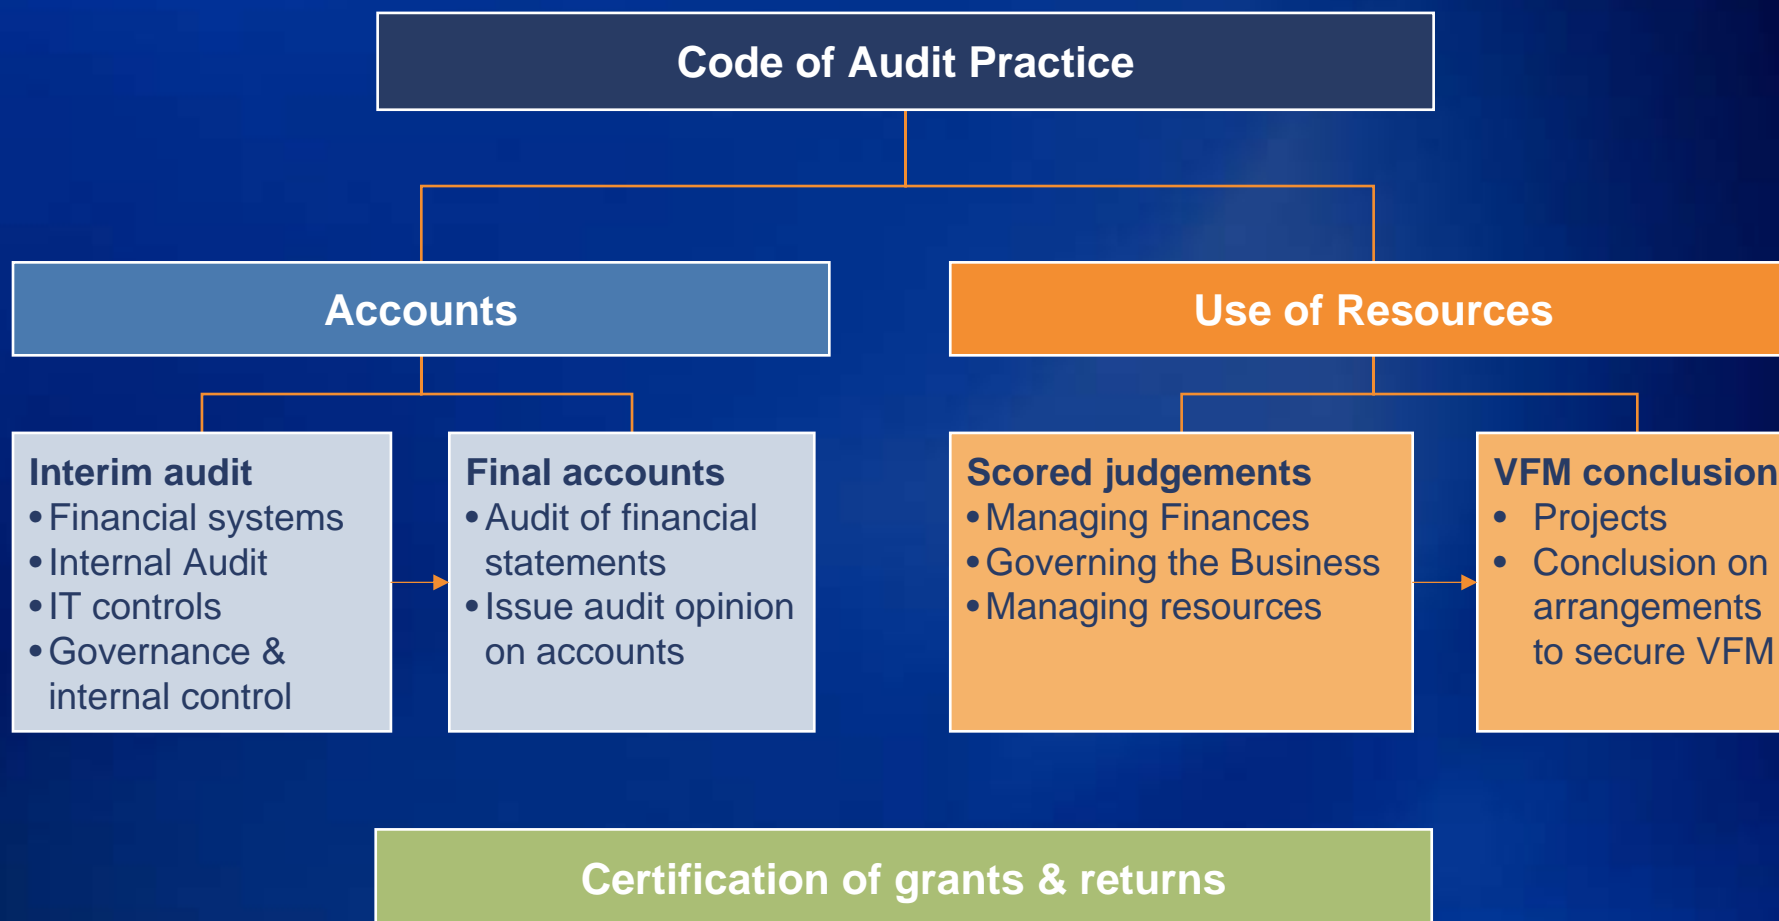 Code of Audit Practice
Accounts
Use of Resources
Interim audit
• Financial systems
• Internal Audit
• IT controls
• Governance &
internal control
Final accounts
• Audit of financial
statements
• Issue audit opinion
on accounts
Scored judgements
• Managing Finances
• Governing the Business
• Managing resources
VFM conclusion
• Projects
• Conclusion on
arrangements
to secure VFM
Certification of grants & returns